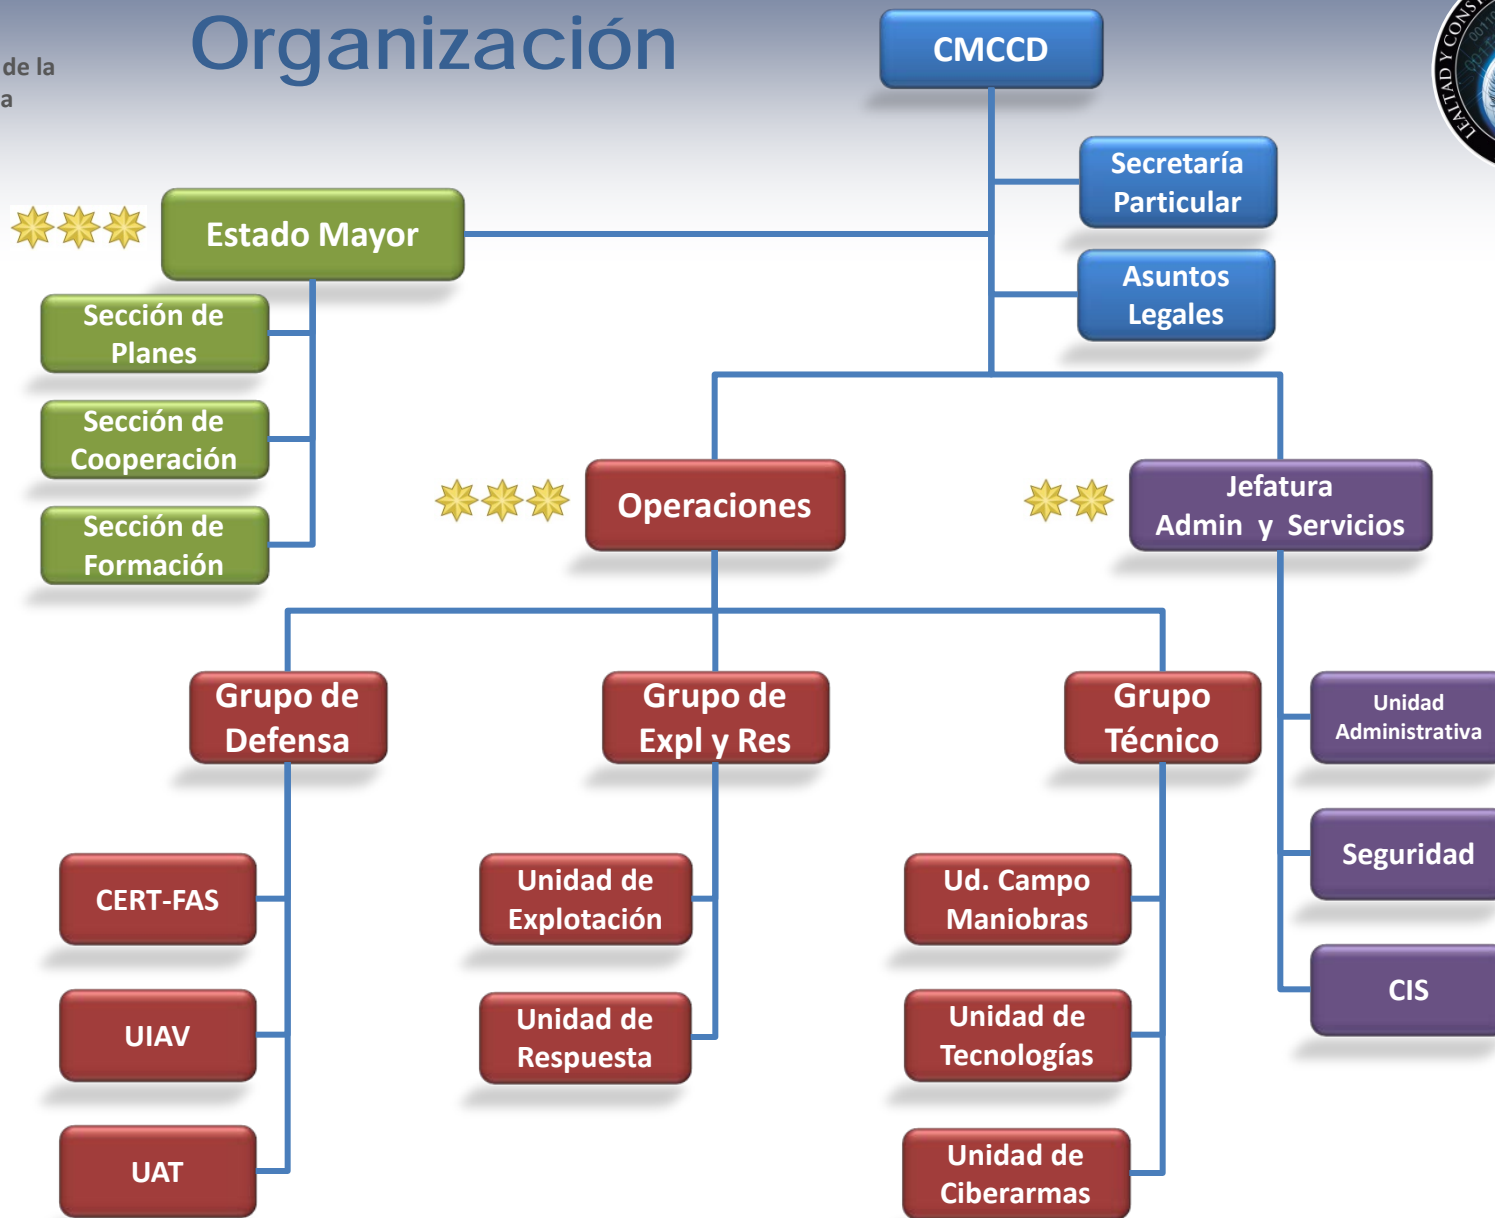 Organización
de la
a
CMCCD
LEALTAD Y CONS
Secretaría
Particular
Estado Mayor
Asuntos
Legales
Sección de
Planes
Sección de
Cooperación
Sección de
Formación
Operaciones
Jefatura
Admin y Servicios
Grupo de
Defensa
Grupo de
Expl y Res
Grupo
Técnico
Unidad
Administrativa
CERT-FAS
Unidad de
Explotación
Ud. Campo
Maniobras
Seguridad
UIAV
Unidad de
Respuesta
Unidad de
Tecnologías
CIS
UAT
Unidad de
Ciberarmas